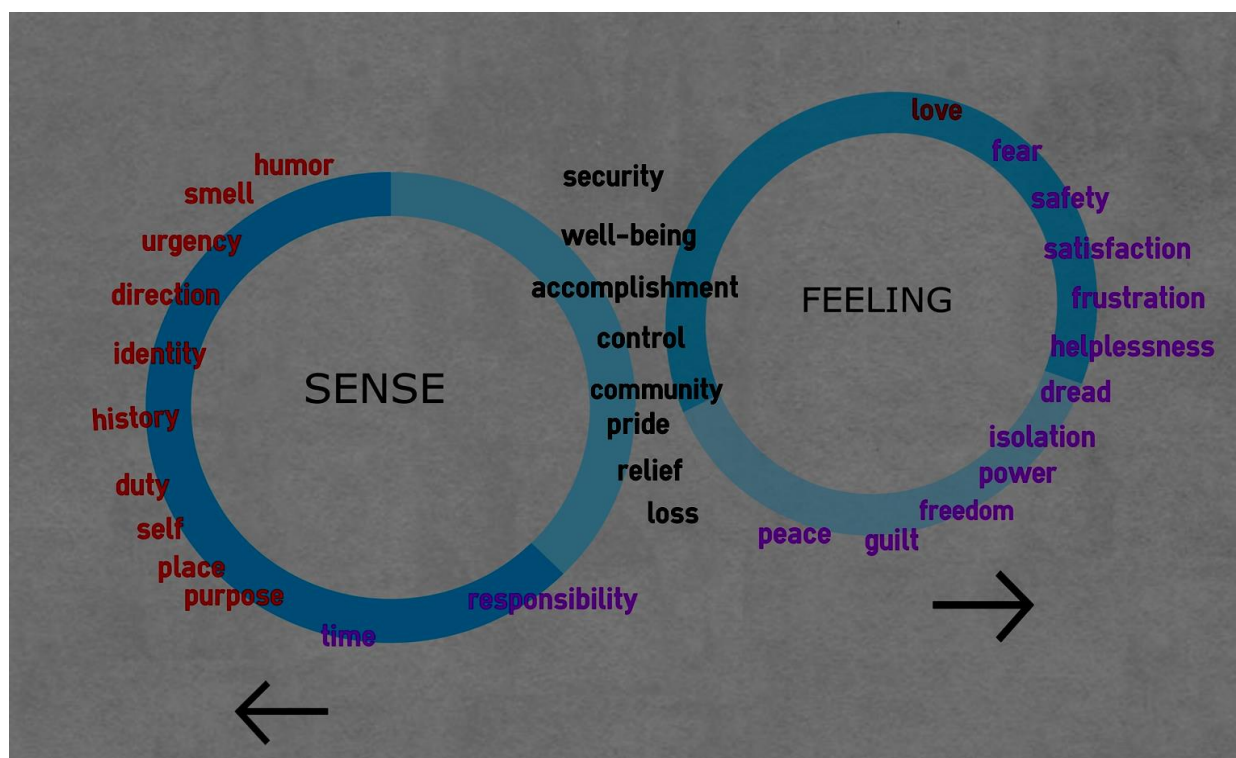 love
fear
humor
security
smell
safety
urgency
well-being
satisfaction
direction
accomplishment
FEELING
frustration
identity
control
helplessness
SENSE
community
dread
history
pride
isolation
duty
relief
power
self
loss
freedom
peace
guilt
place
purpose
responsibility
time